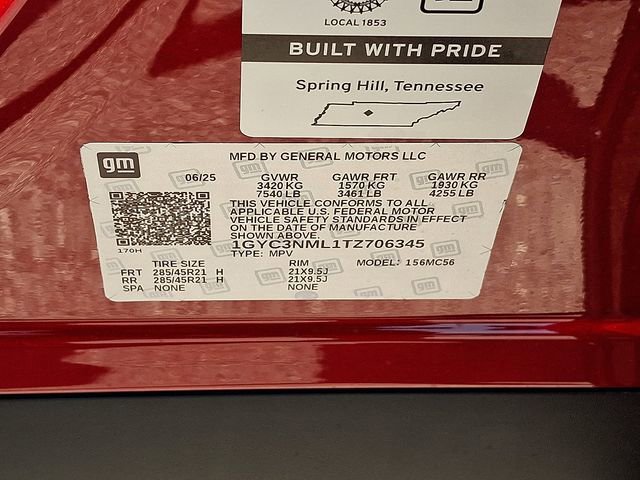 LOCAL 1853
BUILT WITH PRIDE
Spring Hill, Tennessee
gm
MFD BY GENERAL MOTORS LLC
06/25 GVWR GAWR FRT GAWR RR
3420 KG 1570 KG 1930 KG
7540 LB 3461 LB 4255 LB
THIS VEHICLE CONFORMS TO ALL
APPLICABLE U.S. FEDERAL MOTOR
VEHICLE SAFETY STANDARDS IN EFFECT
ON THE DATE OF MANUFACTURE
SHOWN ABOVE.
1GYC3NML1TZ706345
170H
TYPE: MPV
TIRE SIZE RIM MODEL: 156MC56
FRT 285/45R21 H 21X9.5J
RR 285/45R21 H 21X9.5J
SPA NONE NONE